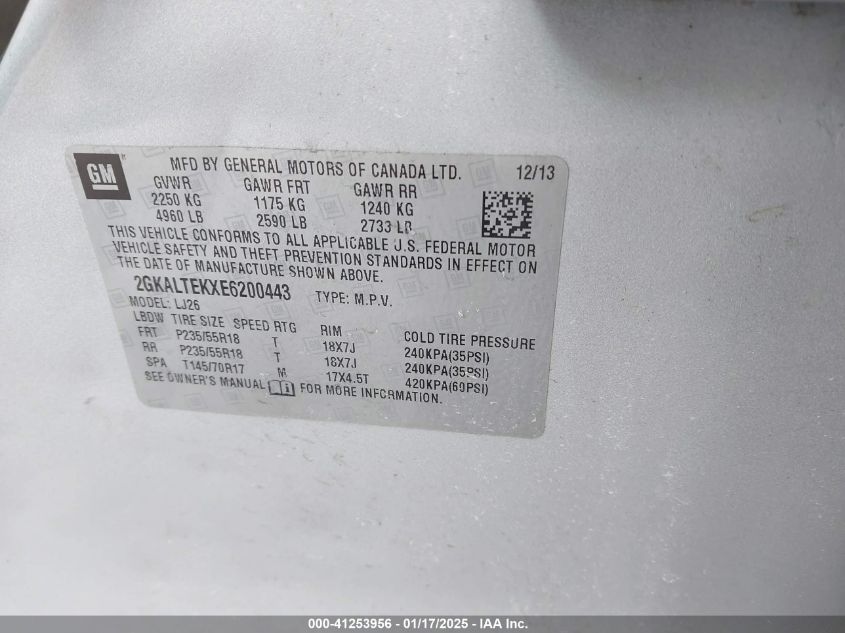 GM
MFD BY GENERAL MOTORS OF CANADA LTD. 12/13
GVWR GAWR FRT GAWR RR
2250 KG 1175 KG 1240 KG
4960 LB 2590 LB 2733 LB
THIS VEHICLE CONFORMS TO ALL APPLICABLE U.S. FEDERAL MOTOR
VEHICLE SAFETY AND THEFT PREVENTION STANDARDS IN EFFECT ON
THE DATE OF MANUFACTURE SHOWN ABOVE.
2GKALTEKXE6200443 TYPE: M.P.V.
MODEL: LJ26
LBDW TIRE SIZE SPEED RTG RIM COLD TIRE PRESSURE
FRT P235/55R18 T 18X7J 240KPA(35PSI)
RR P235/55R18 T 18X7J 240KPA(35PSI)
SPA T145/70R17 M 17X4.5T 420KPA(69PSI)
SEE OWNER'S MANUAL FOR MORE INFORMATION.
000-41253956 - 01/17/2025 - IAA Inc.